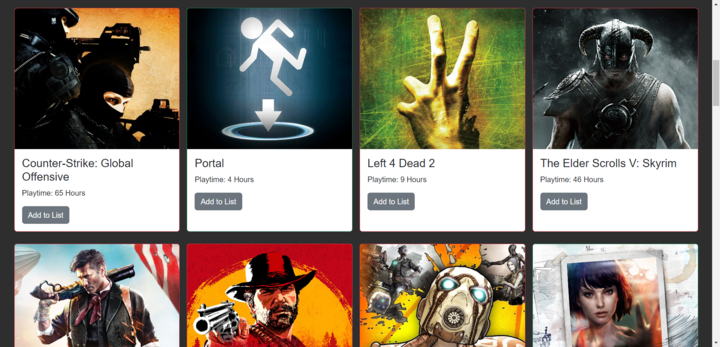 Counter-Strike: Global
Offensive
Playtime: 65 Hours
Add to List
Portal
Playtime: 4 Hours
Add to List
Left 4 Dead 2
Playtime: 9 Hours
Add to List
The Elder Scrolls V: Skyrim
Playtime: 46 Hours
Add to List